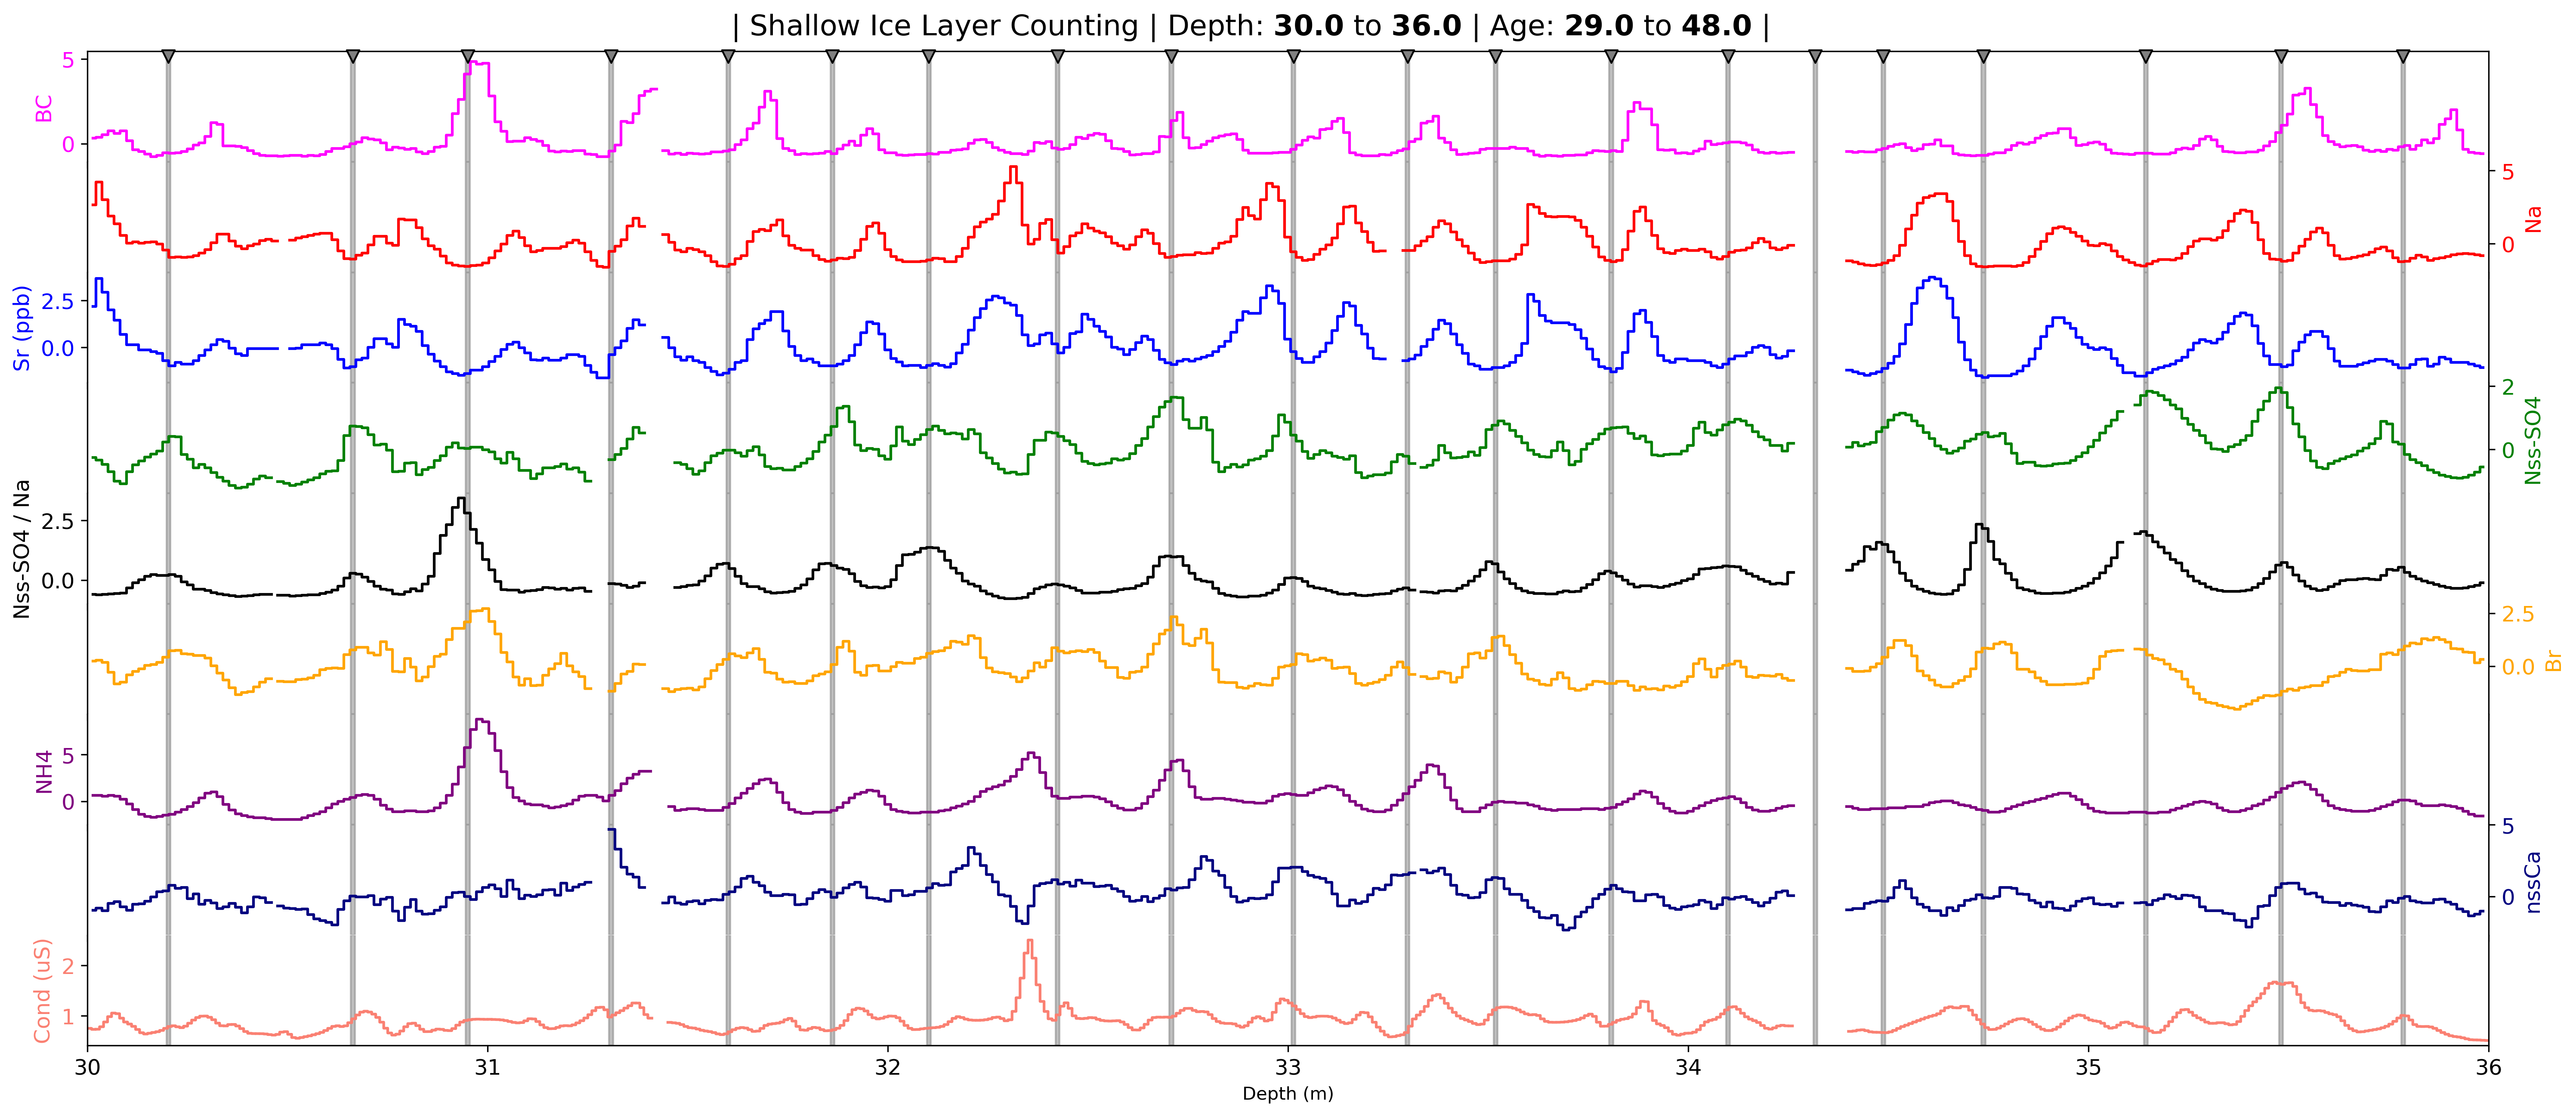 | Shallow Ice Layer Counting | Depth: 30.0 to 36.0 | Age: 29.0 to 48.0 |
BC
5
0
5
0
Na
Sr (ppb)
2.5
0.0
2
0
Nss-SO4
Nss-SO4 / Na
2.5
0.0
2.5
0.0
Br
NH4
5
0
5
0
nssCa
Cond (uS)
2
1
30
31
32
33
34
35
36
Depth (m)